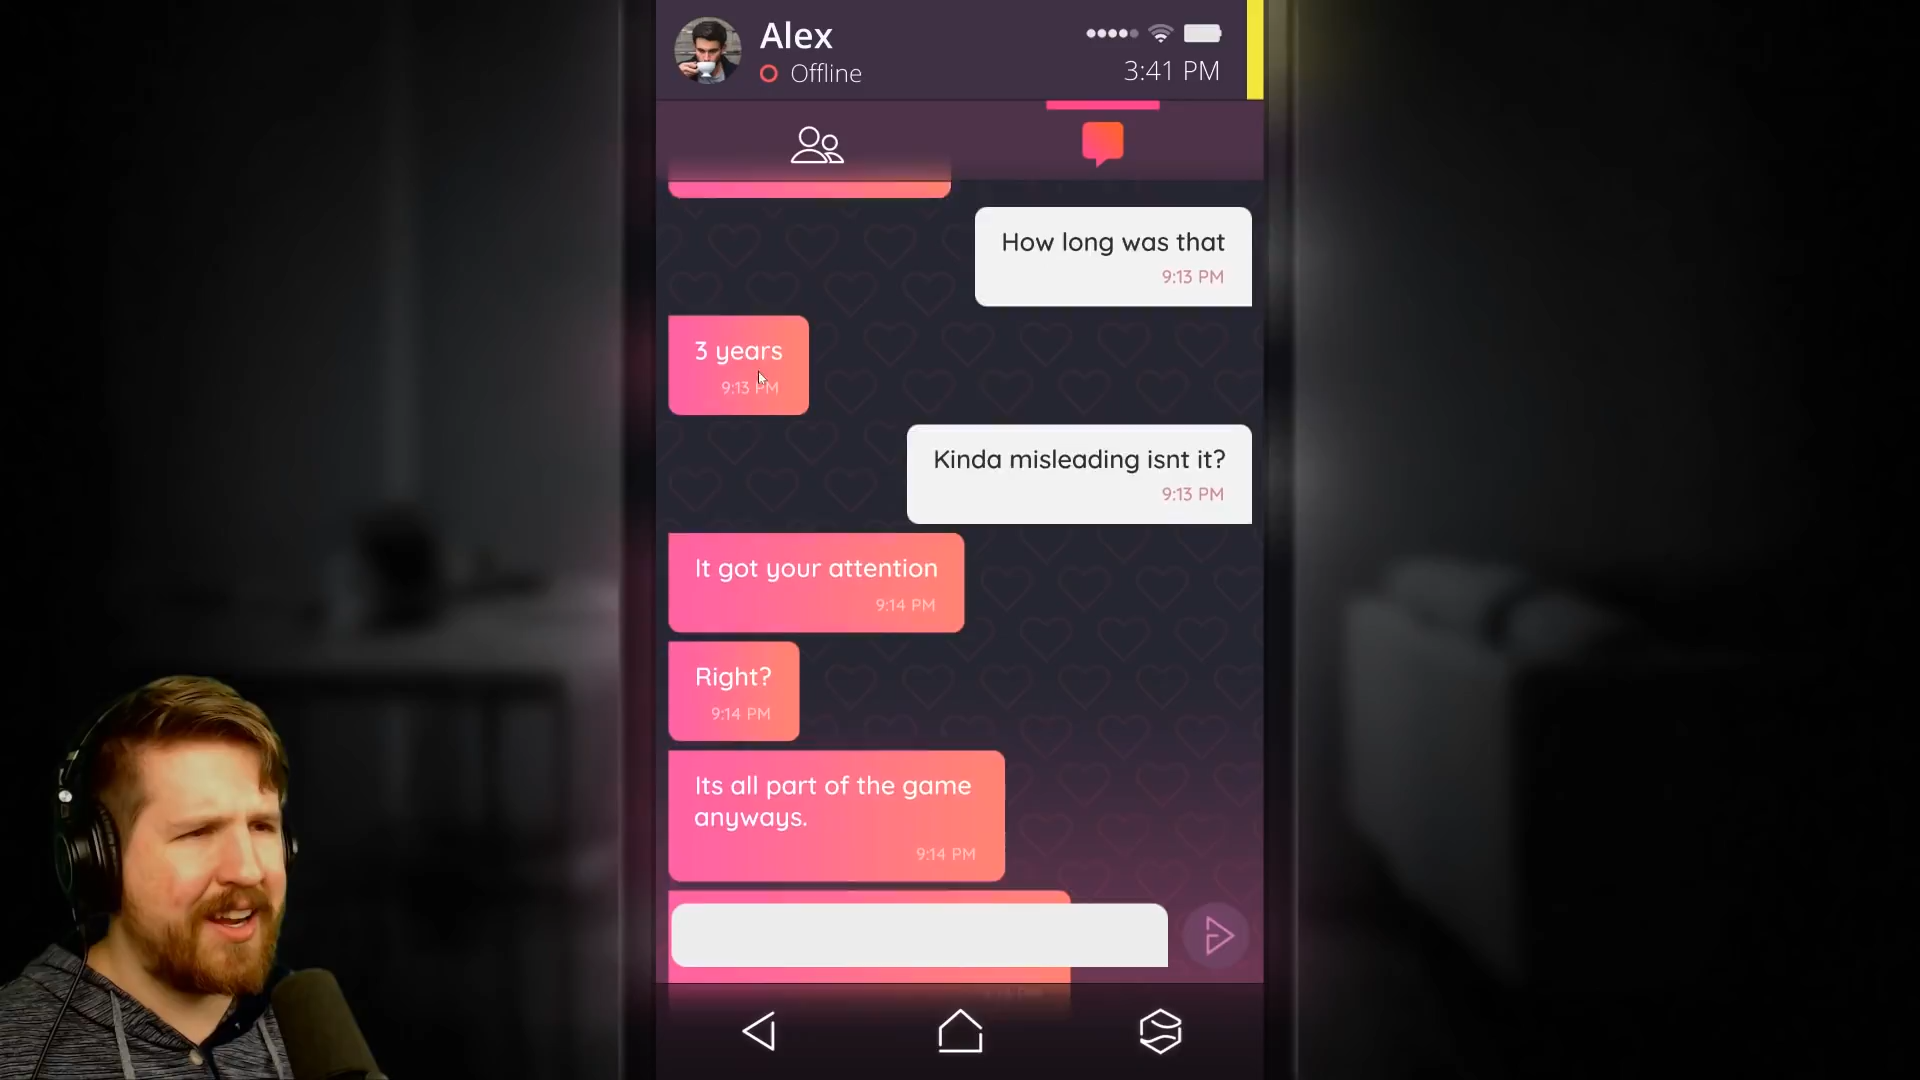 Alex
Offline
3:41 PM
How long was that
9:13 PM
3 years
9:13 PM
Kinda misleading isnt it?
9:13 PM
It got your attention
9:14 PM
Right?
9:14 PM
Its all part of the game
anyways.
9:14 PM